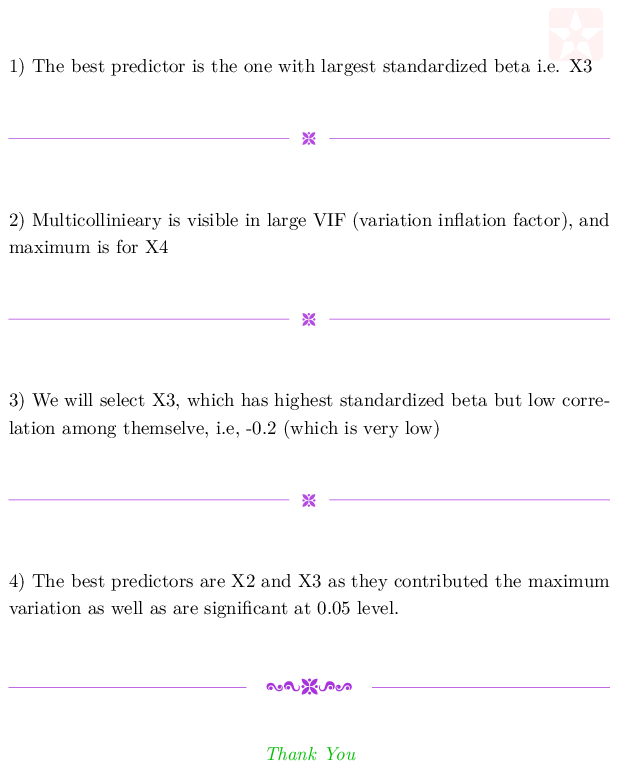 1) The best predictor is the one with largest standardized beta i.e. X3
2) Multicollinieary is visible in large VIF (variation inflation factor), and
maximum is for X4
3) We will select X3, which has highest standardized beta but low corre-
lation among themselve, i.e, -0.2 (which is very low)
4) The best predictors are X2 and X3 as they contributed the maximum
variation as well as are significant at 0.05 level.
Thank You